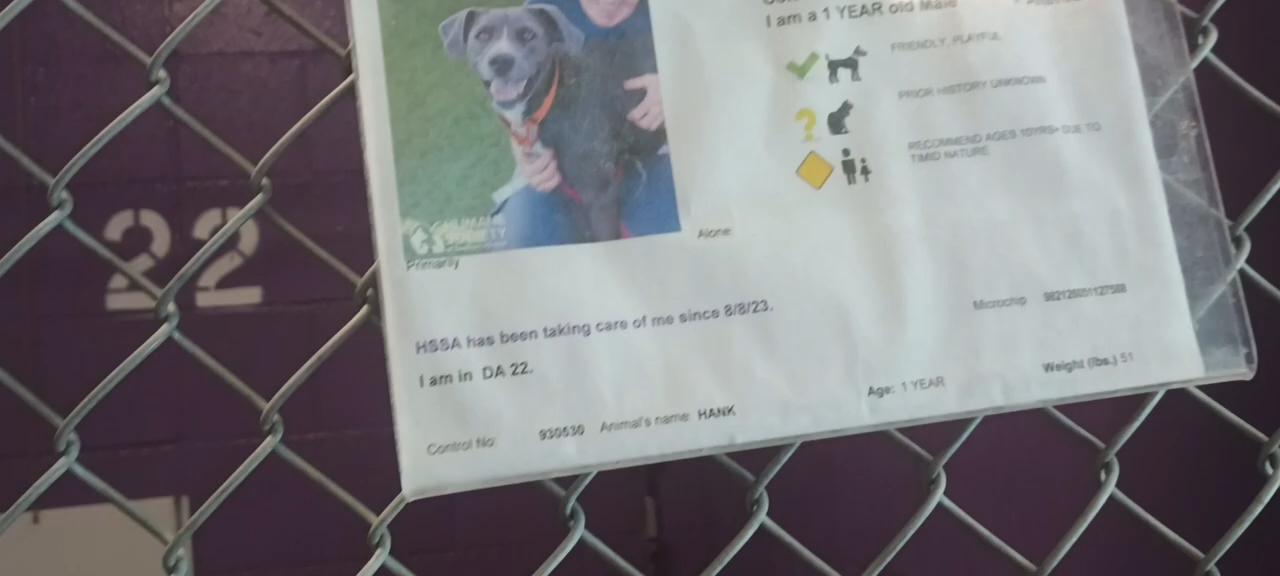 I am a 1 YEAR old Male
FRIENDLY, PLAYFUL
?
PRIOR HISTORY UNKNOWN
RECOMMEND AGES 10YRS+ DUE TO
TIMID NATURE
22
HUMANE
SOCIETY
Alone:
Primarily
HSSA has been taking care of me since 8/8/23.
Microchip
I am in DA 22.
Weight (lbs.) 51
Age: 1 YEAR
Control No: 930530 Animal's name: HANK